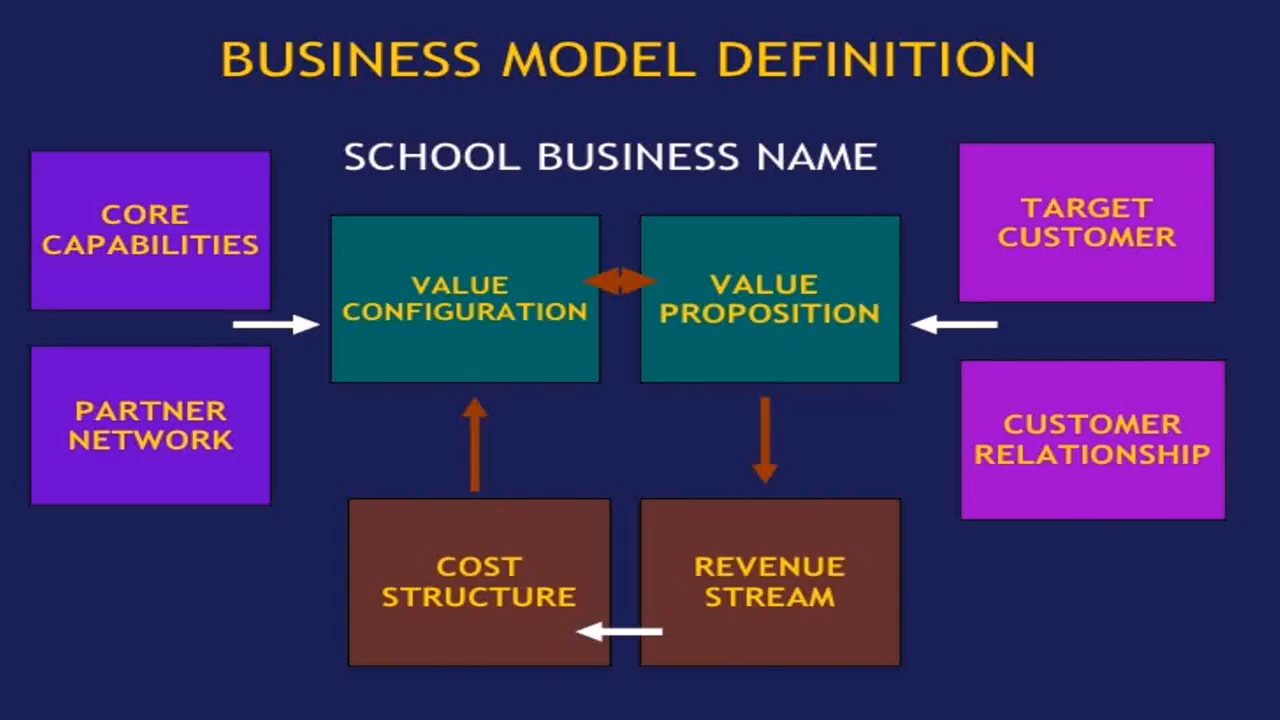 BUSINESS MODEL DEFINITION
SCHOOL BUSINESS NAME
CORE
CAPABILITIES
PARTNER
NETWORK
VALUE
CONFIGURATION
VALUE
PROPOSITION
TARGET
CUSTOMER
CUSTOMER
RELATIONSHIP
COST
STRUCTURE
REVENUE
STREAM